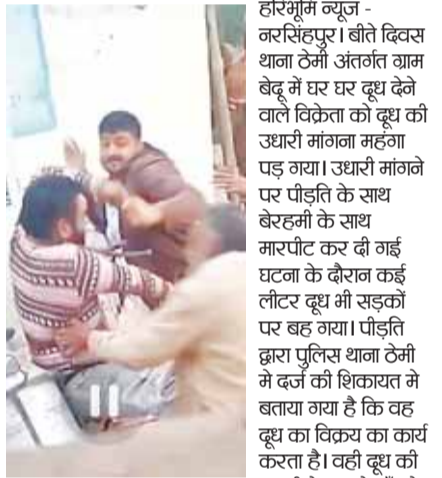 हरिभूमि न्यूज -
नरसिंहपुर। बीते दिवस
थाना ठेमी अंतर्गत ग्राम
बेढू में घर घर दूध देने
वाले विक्रेता को दूध की
उधारी मांगना महंगा
पड़ गया। उधारी मांगने
पर पीड़ति के साथ
बेरहमी के साथ
मारपीट कर दी गई
घटना के दौरान कई
लीटर दूध भी सड़कों
पर बह गया। पीड़ति
द्वारा पुलिस थाना ठेमी
मे दर्ज की शिकायत मे
बताया गया है कि वह
दूध का विक्रय का कार्य
करता है। वही दूध की